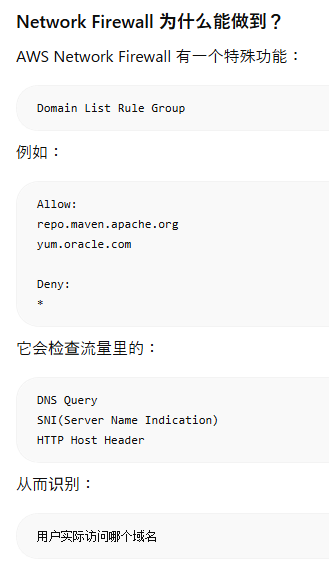 Network Firewall 为什么能做到？
AWS Network Firewall 有一个特殊功能：
Domain List Rule Group
例如：
Allow:
repo.maven.apache.org
yum.oracle.com
Deny:
*
它会检查流量里的：
DNS Query
SNI(Server Name Indication)
HTTP Host Header
从而识别：
用户实际访问哪个域名